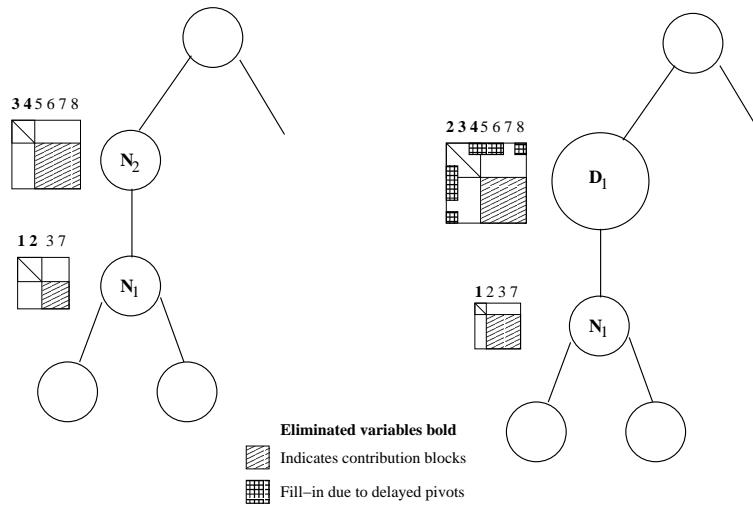 3 4 5 6 7 8
N2
1 2 3 7
N1
2 3 4 5 6 7 8
D1
1 2 3 7
N1
Eliminated variables bold
Indicates contribution blocks
Fill–in due to delayed pivots